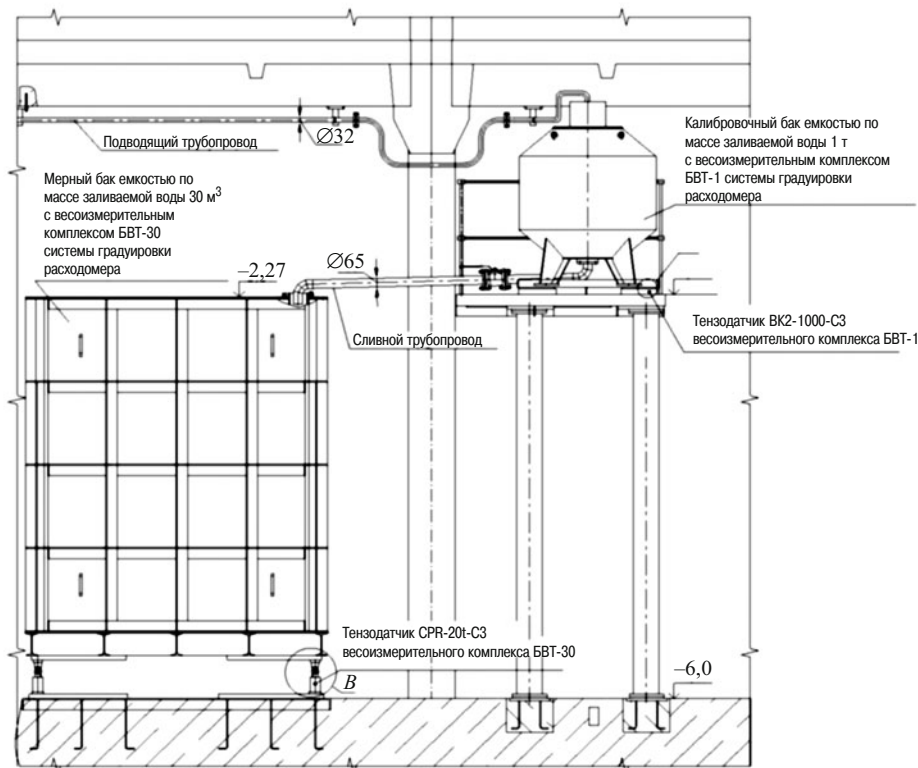 Подводящий трубопровод
∅32
Калибровочный бак емкостью по
массе заливаемой воды 1 т
с весоизмерительным комплексом
БВТ-1 системы градуировки
расходомера
Мерный бак емкостью по
массе заливаемой воды 30 м³
с весоизмерительным
комплексом БВТ-30
системы градуировки
расходомера
–2,27
∅65
Сливной трубопровод
Тензодатчик ВК2-1000-С3
весоизмерительного комплекса БВТ-1
Тензодатчик CPR-20t-C3
весоизмерительного комплекса БВТ-30
B
–6,0